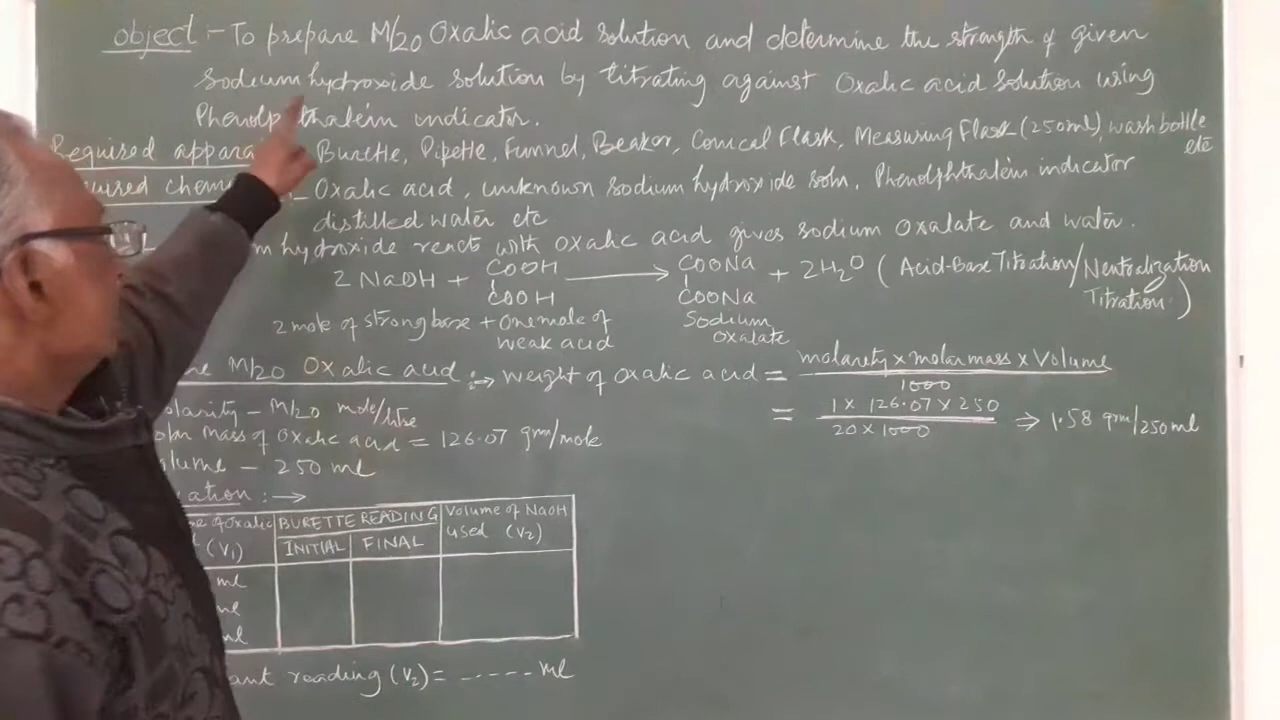 object :- To prepare M/20 Oxalic acid solution and determine the strength of given
sodium hydroxide solution by titrating against Oxalic acid solution using
Phenolphthalein indicator.
Required appara Burette, Pipette, Funnel, Beaker, Conical Flask, Measuring Flask (250ml), wash bottle
etc
quired chem :- Oxalic acid, unknown sodium hydroxide soln. Phenolphthalein indicator
distilled water etc
m hydroxide reacts with oxalic acid gives sodium Oxalate and water.
2 NaOH + COOH → COONa + 2H₂O ( Acid-Base Titration/Neutralization
COOH COONa Titration. )
2 mole of strong base + one mole of Sodium
weak acid Oxalate
re M/20 Oxalic acid :→ weight of oxalic acid = molarity x molar mass x Volume
1000
olarity - M/20 mole/litre = 1 x 126.07 x 250
20 x 1000 ⇒ 1.58 grm/250ml
olar mass of Oxalic acid = 126.07 grm/mole
lume - 250 ml
ation :→
e of Oxalic BURETTE READING Volume of NaOH
(V₁) INITIAL FINAL used (V₂)
ml
ml
ml
ant reading (V₂) = ------ ml